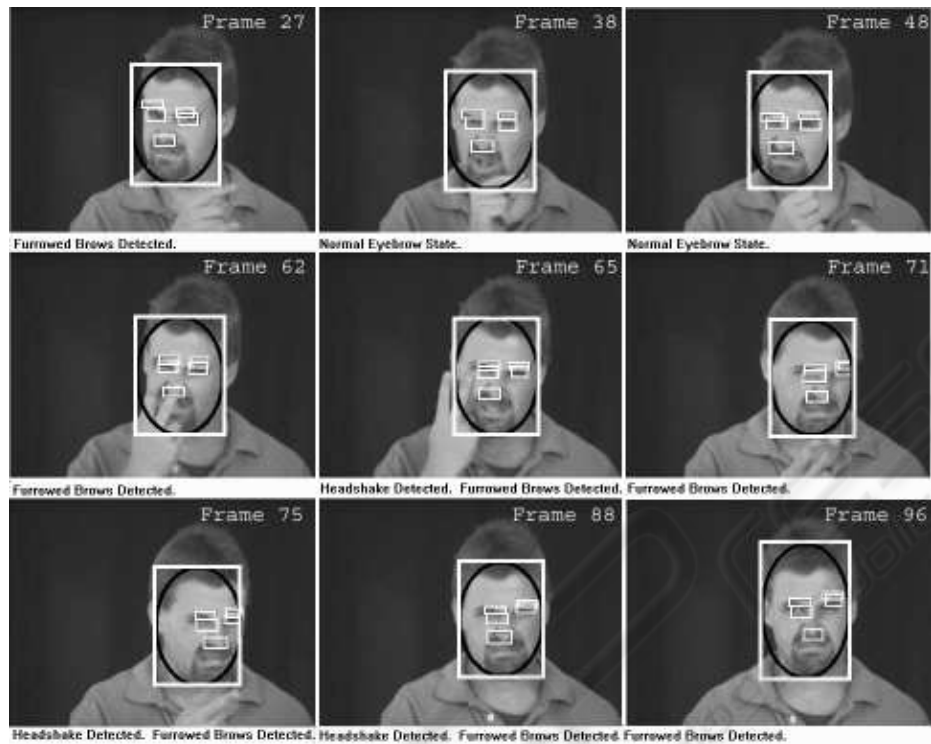 Frame 27
Frame 38
Frame 48
Furrowed Brows Detected.
Normal Eyebrow State.
Normal Eyebrow State.
Frame 62
Frame 65
Frame 71
Furrowed Brows Detected.
Headshake Detected. Furrowed Brows Detected.
Furrowed Brows Detected.
Frame 75
Frame 88
Frame 96
Headshake Detected. Furrowed Brows Detected.
Headshake Detected. Furrowed Brows Detected
Furrowed Brows Detected.